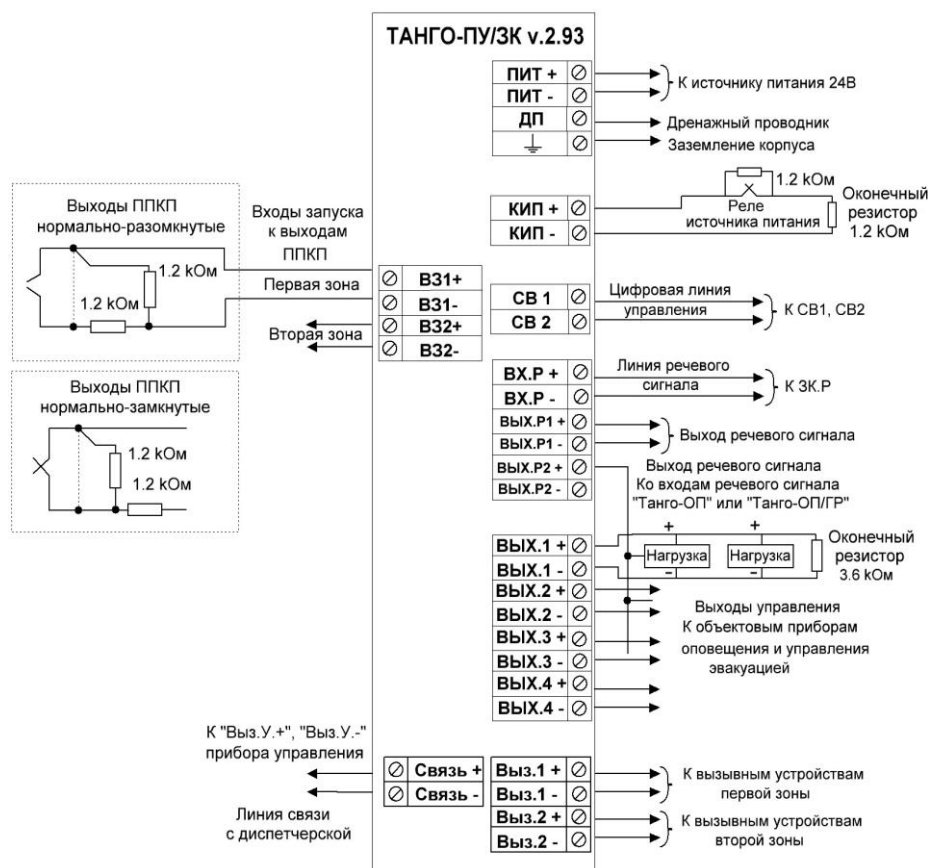 ТАНГО-ПУ/ЗК v.2.93
ПИТ +
ПИТ -
К источнику питания 24В
ДП
Дренажный проводник
Заземление корпуса
Выходы ППКП
нормально-разомкнутые
1.2 kОм
1.2 kОм
Входы запуска
к выходам
ППКП
Первая зона
Вторая зона
ВЗ1+
ВЗ1-
ВЗ2+
ВЗ2-
Выходы ППКП
нормально-замкнутые
1.2 kОм
1.2 kОм
КИП +
КИП -
1.2 kОм
Реле
источника питания
Оконечный
резистор
1.2 kОм
СВ 1
СВ 2
Цифровая линия
управления
К СВ1, СВ2
ВХ.Р +
ВХ.Р -
Линия речевого
сигнала
К ЗК.Р
ВЫХ.Р1 +
ВЫХ.Р1 -
Выход речевого сигнала
ВЫХ.Р2 +
ВЫХ.Р2 -
Выход речевого сигнала
Ко входам речевого сигнала
"Танго-ОП" или "Танго-ОП/ГР"
ВЫХ.1 +
ВЫХ.1 -
ВЫХ.2 +
ВЫХ.2 -
ВЫХ.3 +
ВЫХ.3 -
ВЫХ.4 +
ВЫХ.4 -
+ +
Нагрузка Нагрузка
- -
Оконечный
резистор
3.6 kОм
Выходы управления
К объектовым приборам
оповещения и управления
эвакуацией
К "Выз.У.+", "Выз.У.-"
прибора управления
Линия связи
с диспетчерской
Связь +
Связь -
Выз.1 +
Выз.1 -
Выз.2 +
Выз.2 -
К вызывным устройствам
первой зоны
К вызывным устройствам
второй зоны